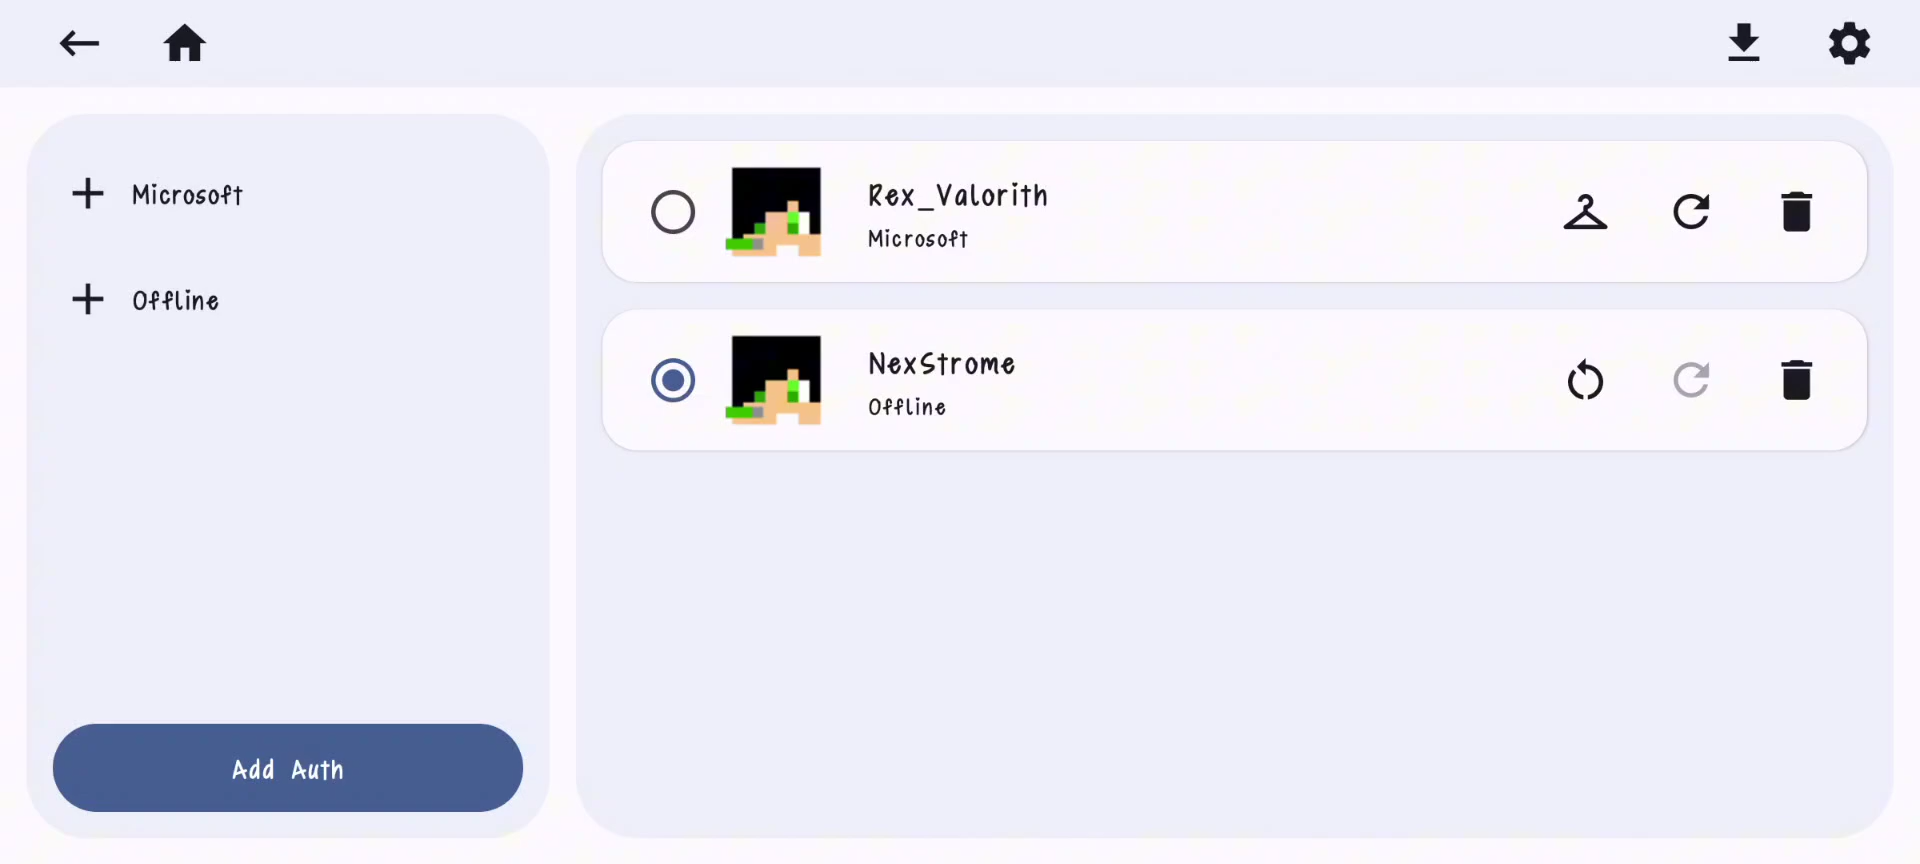 Microsoft
Offline
Add Auth
Rex_Valorith
Microsoft
NexStrome
Offline